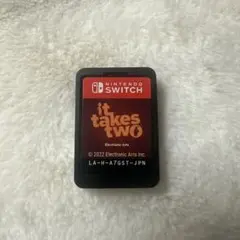 NINTENDO
SWITCH
it
takes
two
© 2022 Electronic Arts Inc.
LA-H-A7GST-JPN